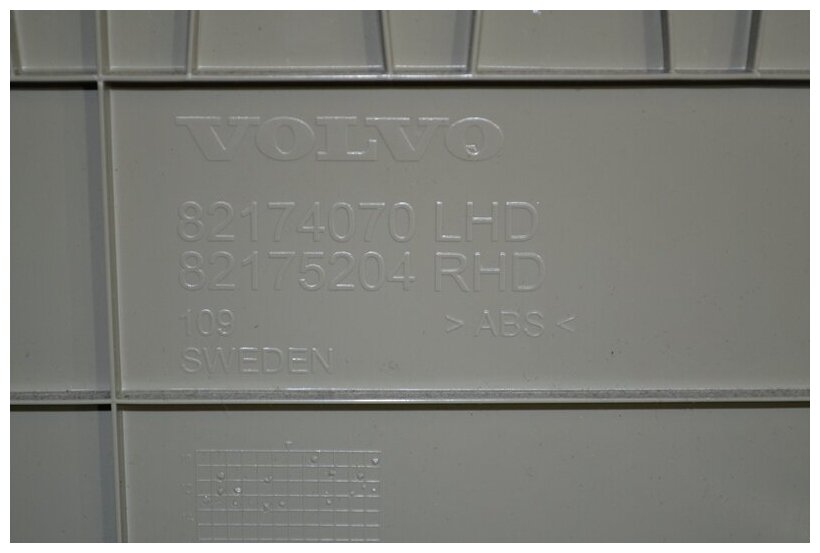 VOLVO
82174070 LHD
82175204 RHD
109 > ABS <
SWEDEN